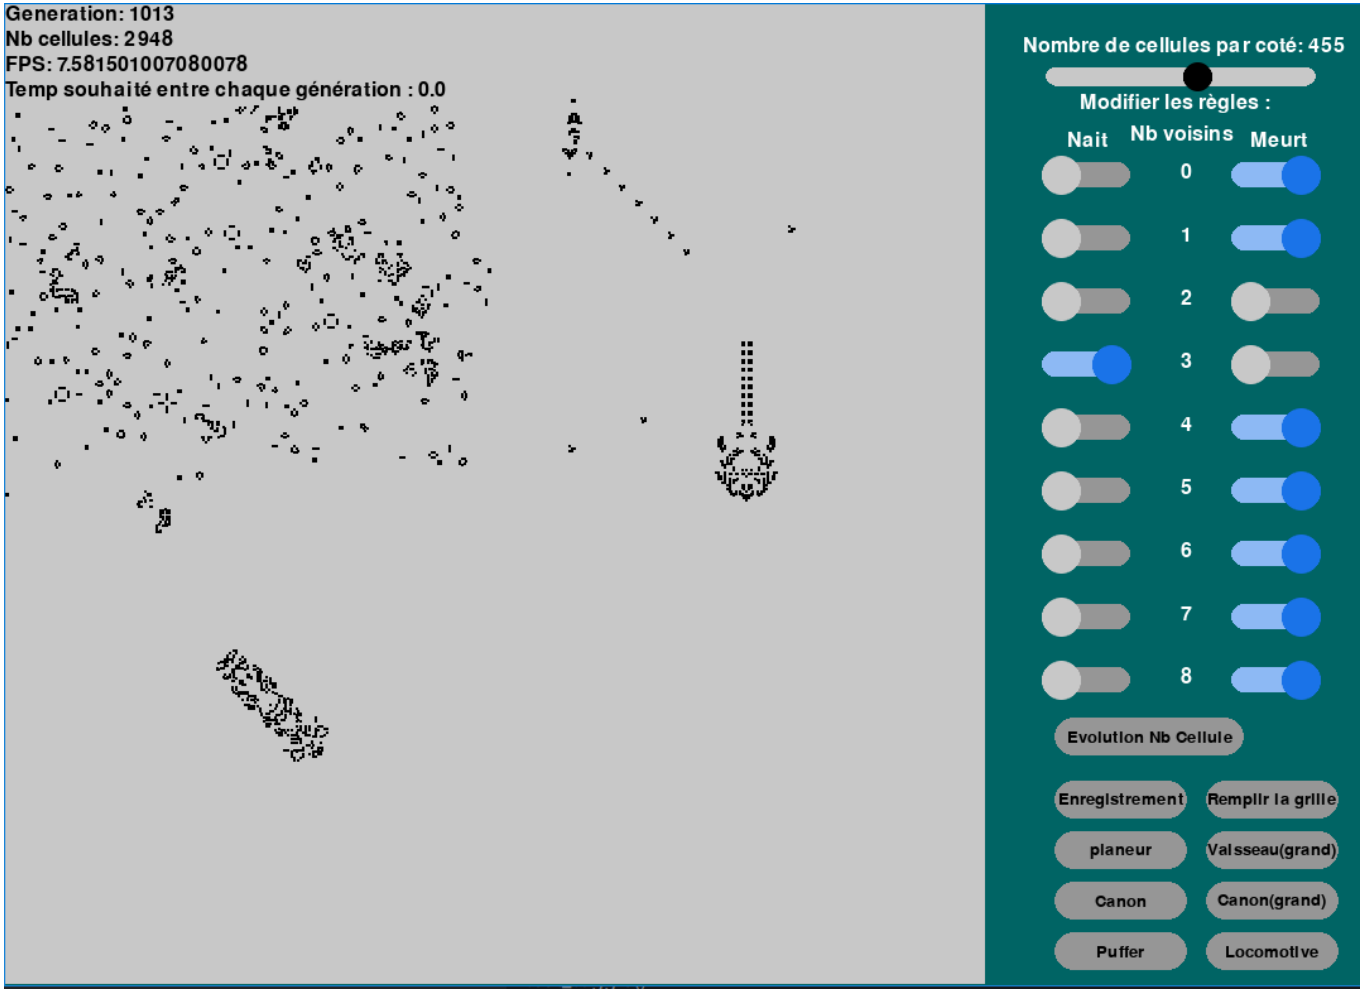 Generation: 1013
Nb cellules: 2948
FPS: 7.581501007080078
Temp souhaité entre chaque génération : 0.0
Nombre de cellules par coté: 455
Modifier les règles :
Nait Nb voisins Meurt
0
1
2
3
4
5
6
7
8
Evolution Nb Cellule
Enregistrement Remplir la grille
planeur Vaisseau(grand)
Canon Canon(grand)
Puffer Locomotive